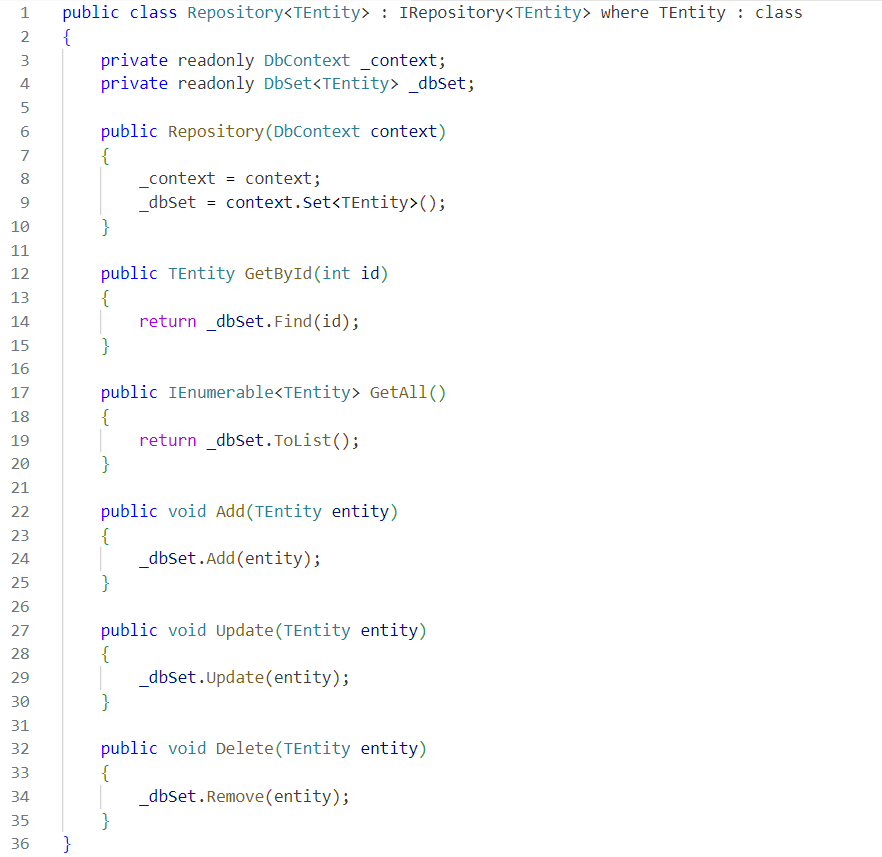 1 public class Repository<TEntity> : IRepository<TEntity> where TEntity : class
2 {
3     private readonly DbContext _context;
4     private readonly DbSet<TEntity> _dbSet;
5
6     public Repository(DbContext context)
7     {
8         _context = context;
9         _dbSet = context.Set<TEntity>();
10     }
11
12     public TEntity GetById(int id)
13     {
14         return _dbSet.Find(id);
15     }
16
17     public IEnumerable<TEntity> GetAll()
18     {
19         return _dbSet.ToList();
20     }
21
22     public void Add(TEntity entity)
23     {
24         _dbSet.Add(entity);
25     }
26
27     public void Update(TEntity entity)
28     {
29         _dbSet.Update(entity);
30     }
31
32     public void Delete(TEntity entity)
33     {
34         _dbSet.Remove(entity);
35     }
36 }